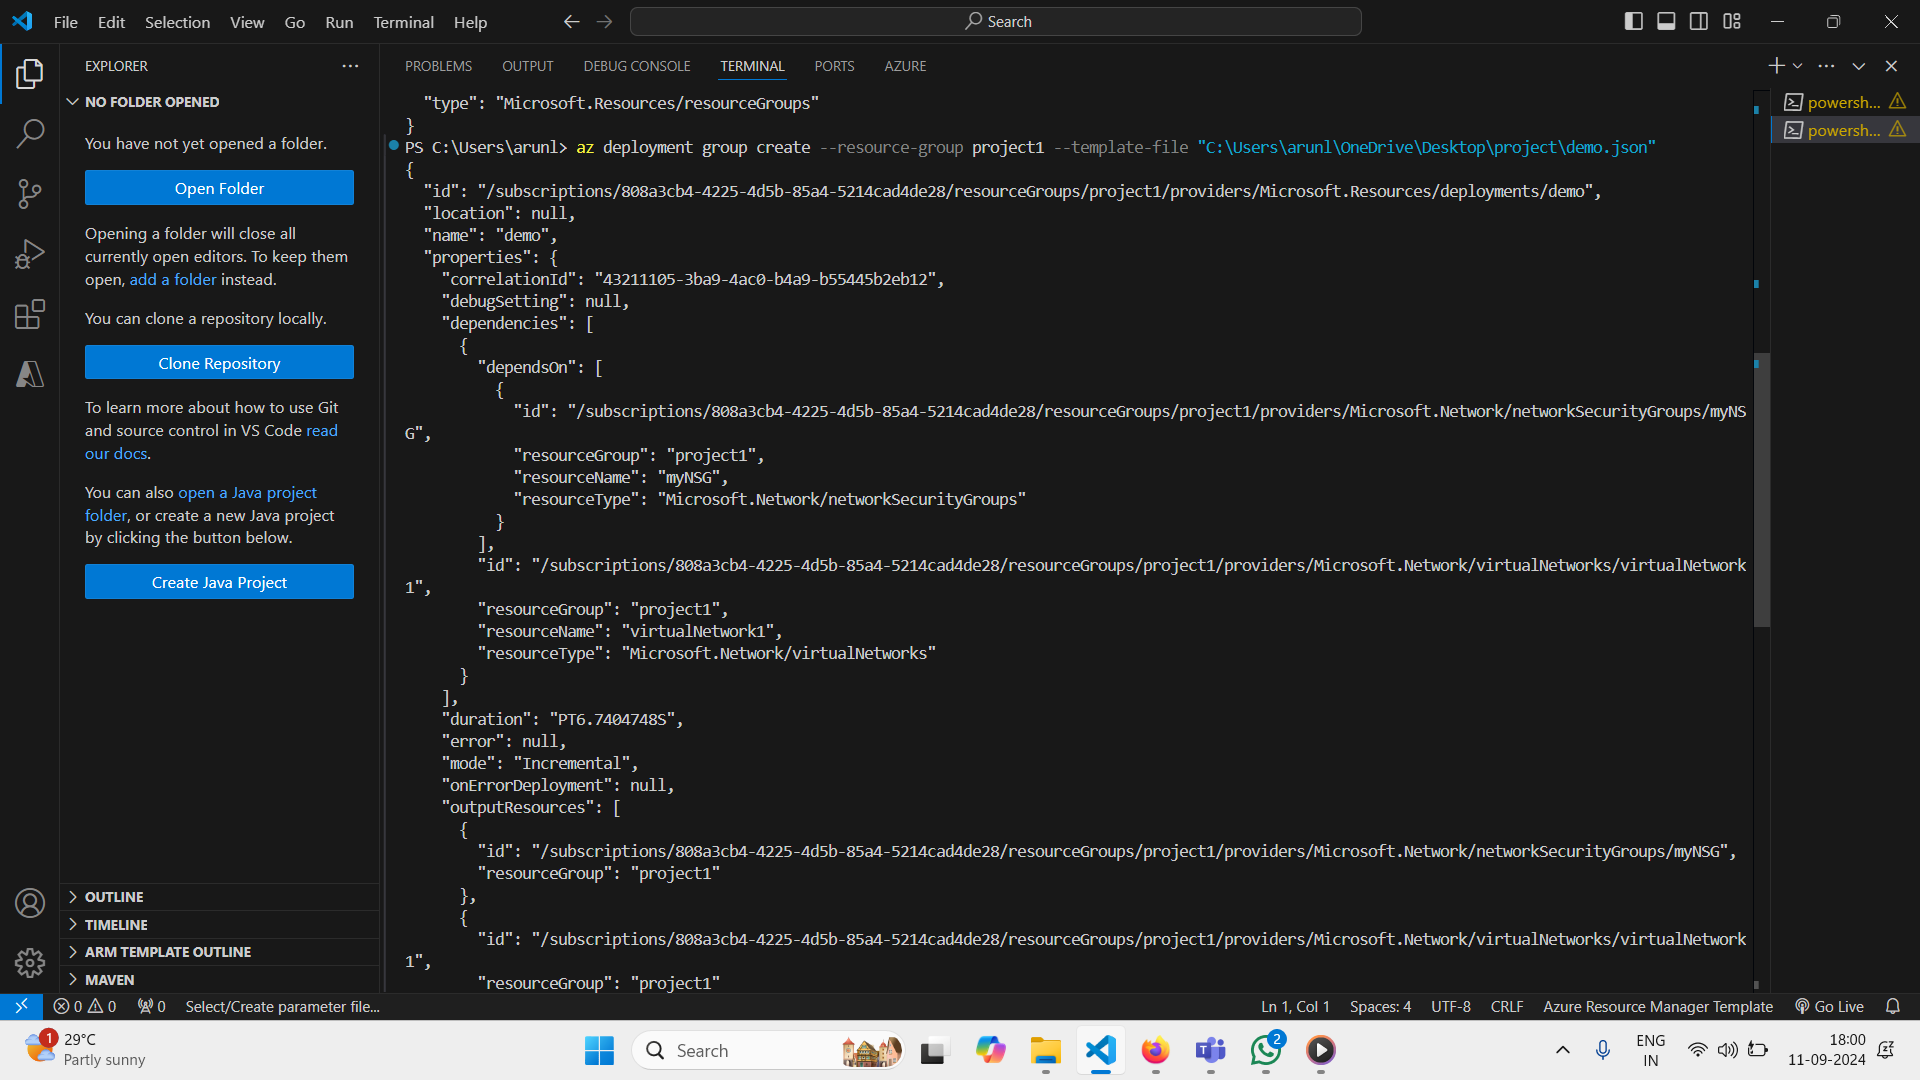 File Edit Selection View Go Run Terminal Help
Search
EXPLORER
NO FOLDER OPENED
You have not yet opened a folder.
Open Folder
Opening a folder will close all
currently open editors. To keep them
open, add a folder instead.
You can clone a repository locally.
Clone Repository
To learn more about how to use Git
and source control in VS Code read
our docs.
You can also open a Java project
folder, or create a new Java project
by clicking the button below.
Create Java Project
OUTLINE
TIMELINE
ARM TEMPLATE OUTLINE
MAVEN
PROBLEMS OUTPUT DEBUG CONSOLE TERMINAL PORTS AZURE
"type": "Microsoft.Resources/resourceGroups"
}
PS C:\Users\arunl> az deployment group create --resource-group project1 --template-file "C:\Users\arunl\OneDrive\Desktop\project\demo.json"
{
"id": "/subscriptions/808a3cb4-4225-4d5b-85a4-5214cad4de28/resourceGroups/project1/providers/Microsoft.Resources/deployments/demo",
"location": null,
"name": "demo",
"properties": {
"correlationId": "43211105-3ba9-4ac0-b4a9-b55445b2eb12",
"debugSetting": null,
"dependencies": [
{
"dependsOn": [
{
"id": "/subscriptions/808a3cb4-4225-4d5b-85a4-5214cad4de28/resourceGroups/project1/providers/Microsoft.Network/networkSecurityGroups/myNS
G",
"resourceGroup": "project1",
"resourceName": "myNSG",
"resourceType": "Microsoft.Network/networkSecurityGroups"
}
],
"id": "/subscriptions/808a3cb4-4225-4d5b-85a4-5214cad4de28/resourceGroups/project1/providers/Microsoft.Network/virtualNetworks/virtualNetwork
1",
"resourceGroup": "project1",
"resourceName": "virtualNetwork1",
"resourceType": "Microsoft.Network/virtualNetworks"
}
],
"duration": "PT6.7404748S",
"error": null,
"mode": "Incremental",
"onErrorDeployment": null,
"outputResources": [
{
"id": "/subscriptions/808a3cb4-4225-4d5b-85a4-5214cad4de28/resourceGroups/project1/providers/Microsoft.Network/networkSecurityGroups/myNSG",
"resourceGroup": "project1"
},
{
"id": "/subscriptions/808a3cb4-4225-4d5b-85a4-5214cad4de28/resourceGroups/project1/providers/Microsoft.Network/virtualNetworks/virtualNetwork
1",
"resourceGroup": "project1"
powersh...
powersh...
0 0 0 Select/Create parameter file... Ln 1, Col 1 Spaces: 4 UTF-8 CRLF Azure Resource Manager Template Go Live
1
29°C
Partly sunny
Search
2
ENG
IN
18:00
11-09-2024